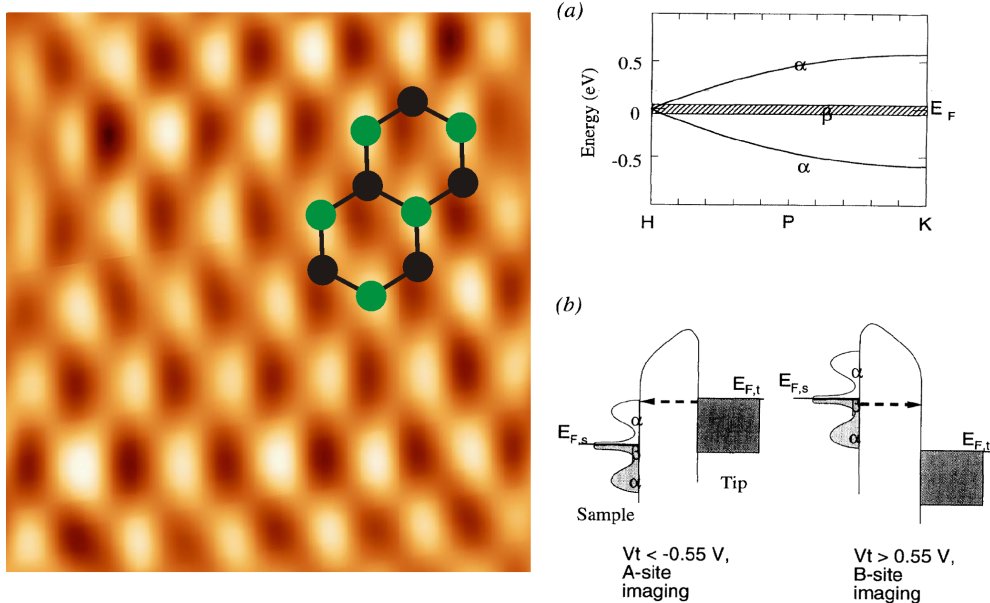 (a)
Energy (eV)
0.5
0
-0.5
α
β
α
E F
H P K
(b)
E F,s
α
β
α
Sample
E F,t
Tip
E F,s
α
β
α
E F,t
Vt < -0.55 V,
A-site
imaging
Vt > 0.55 V,
B-site
imaging